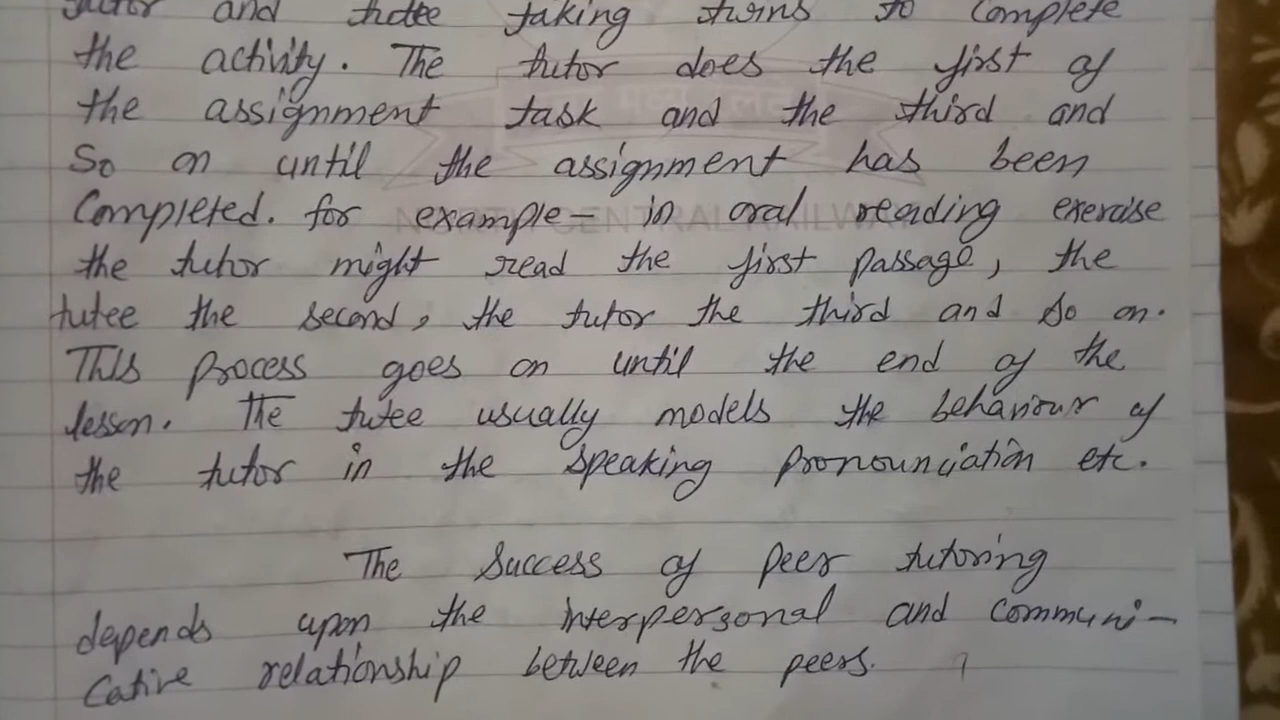 tutor and tutee taking turns to complete
the activity. The tutor does the first of
the assignment task and the third and
So on until the assignment has been
Completed. for example- in oral reading exercise
the tutor might read the first passage, the
tutee the second, the tutor the third and so on.
This process goes on until the end of the
lesson. The tutee usually models the behaviour of
the tutor in the speaking pronounciation etc.
The Success of peer tutoring
depends upon the interpersonal and communi-
cative relationship between the peers.